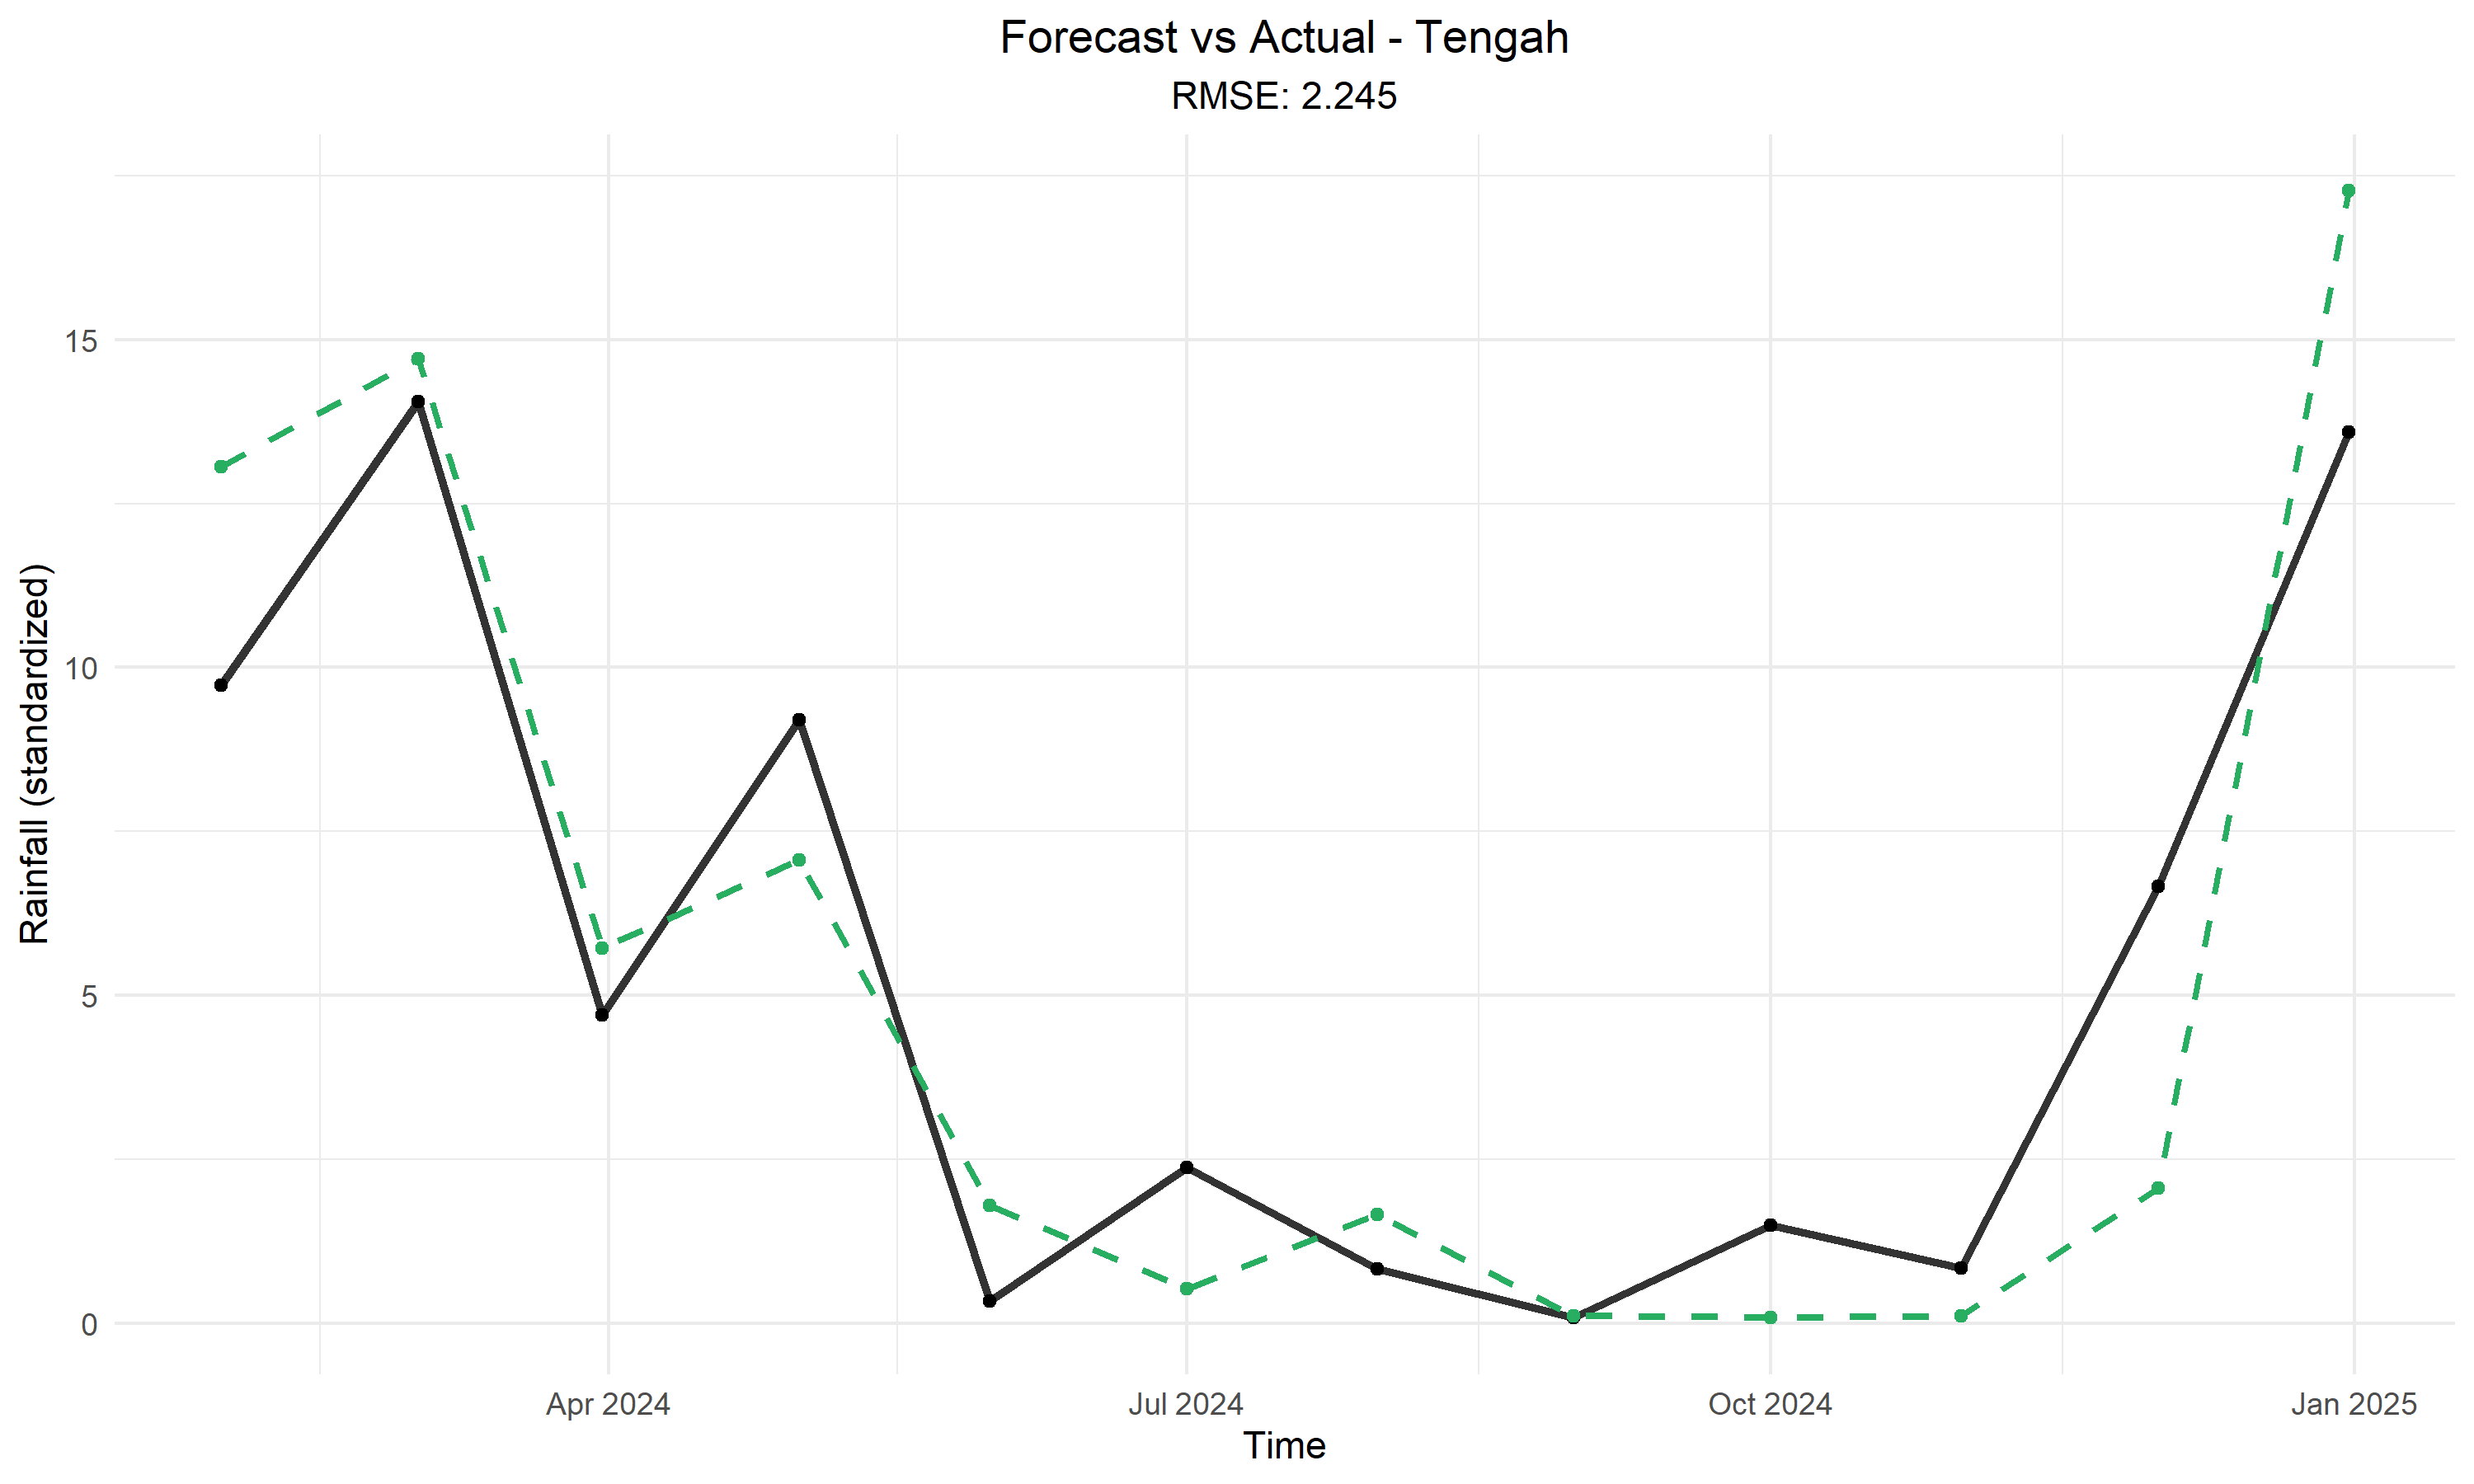 Forecast vs Actual - Tengah
RMSE: 2.245
Rainfall (standardized)
15
10
5
0
Apr 2024
Jul 2024
Oct 2024
Jan 2025
Time